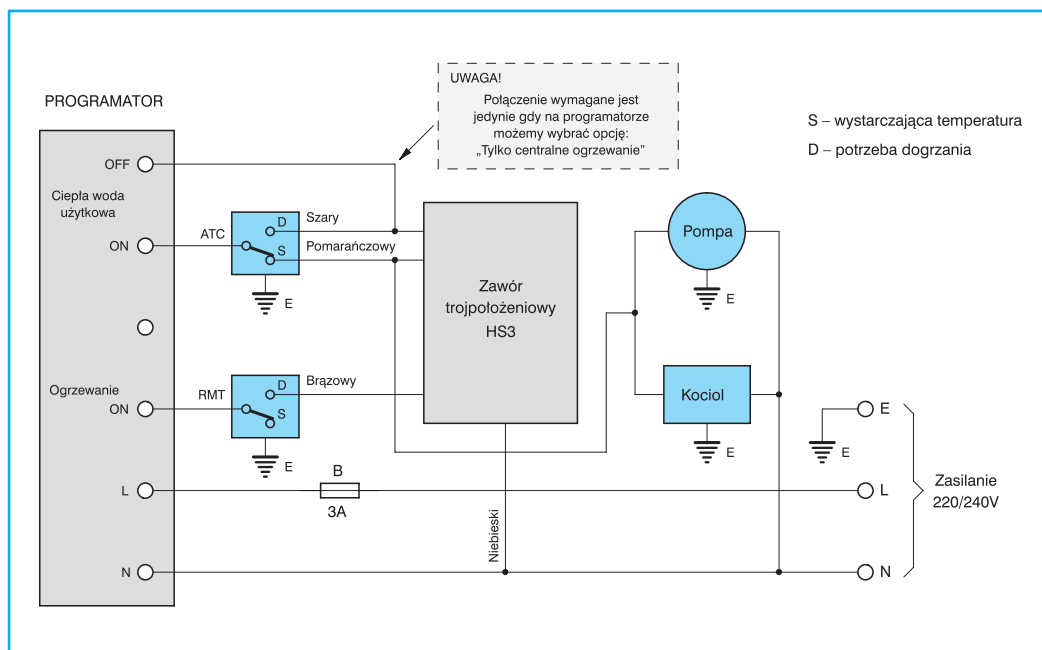 UWAGA!
Połączenie wymagane jest
jedynie gdy na programatorze
możemy wybrać opcję:
„Tylko centralne ogrzewanie”
S – wystarczająca temperatura
D – potrzeba dogrzania
PROGRAMATOR
OFF
Ciepła woda
użytkowa
ON
ATC
D
S
E
Szary
Pomarańczowy
Zawór
trojpołożeniowy
HS3
Pompa
E
Ogrzewanie
ON
RMT
D
S
E
Brązowy
Kociol
E
E
E
L
B
3A
L
Zasilanie
220/240V
Niebieski
N
N